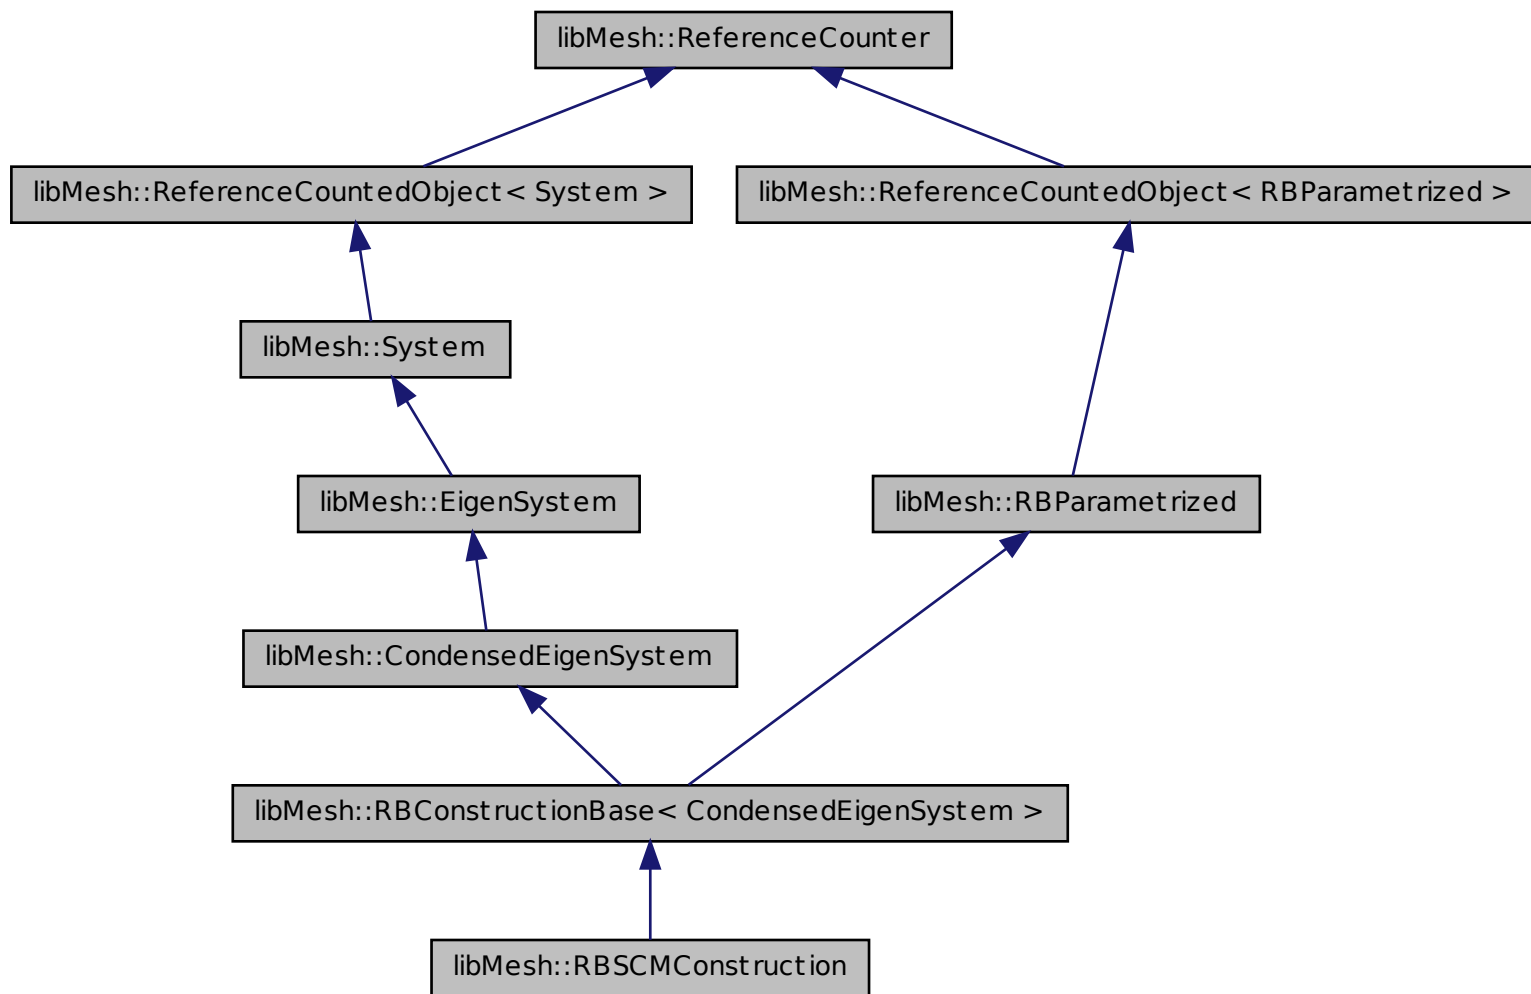 libMesh::ReferenceCounter
libMesh::ReferenceCountedObject< System >
libMesh::ReferenceCountedObject< RBParametrized >
libMesh::System
libMesh::EigenSystem
libMesh::RBParametrized
libMesh::CondensedEigenSystem
libMesh::RBConstructionBase< CondensedEigenSystem >
libMesh::RBSCMConstruction